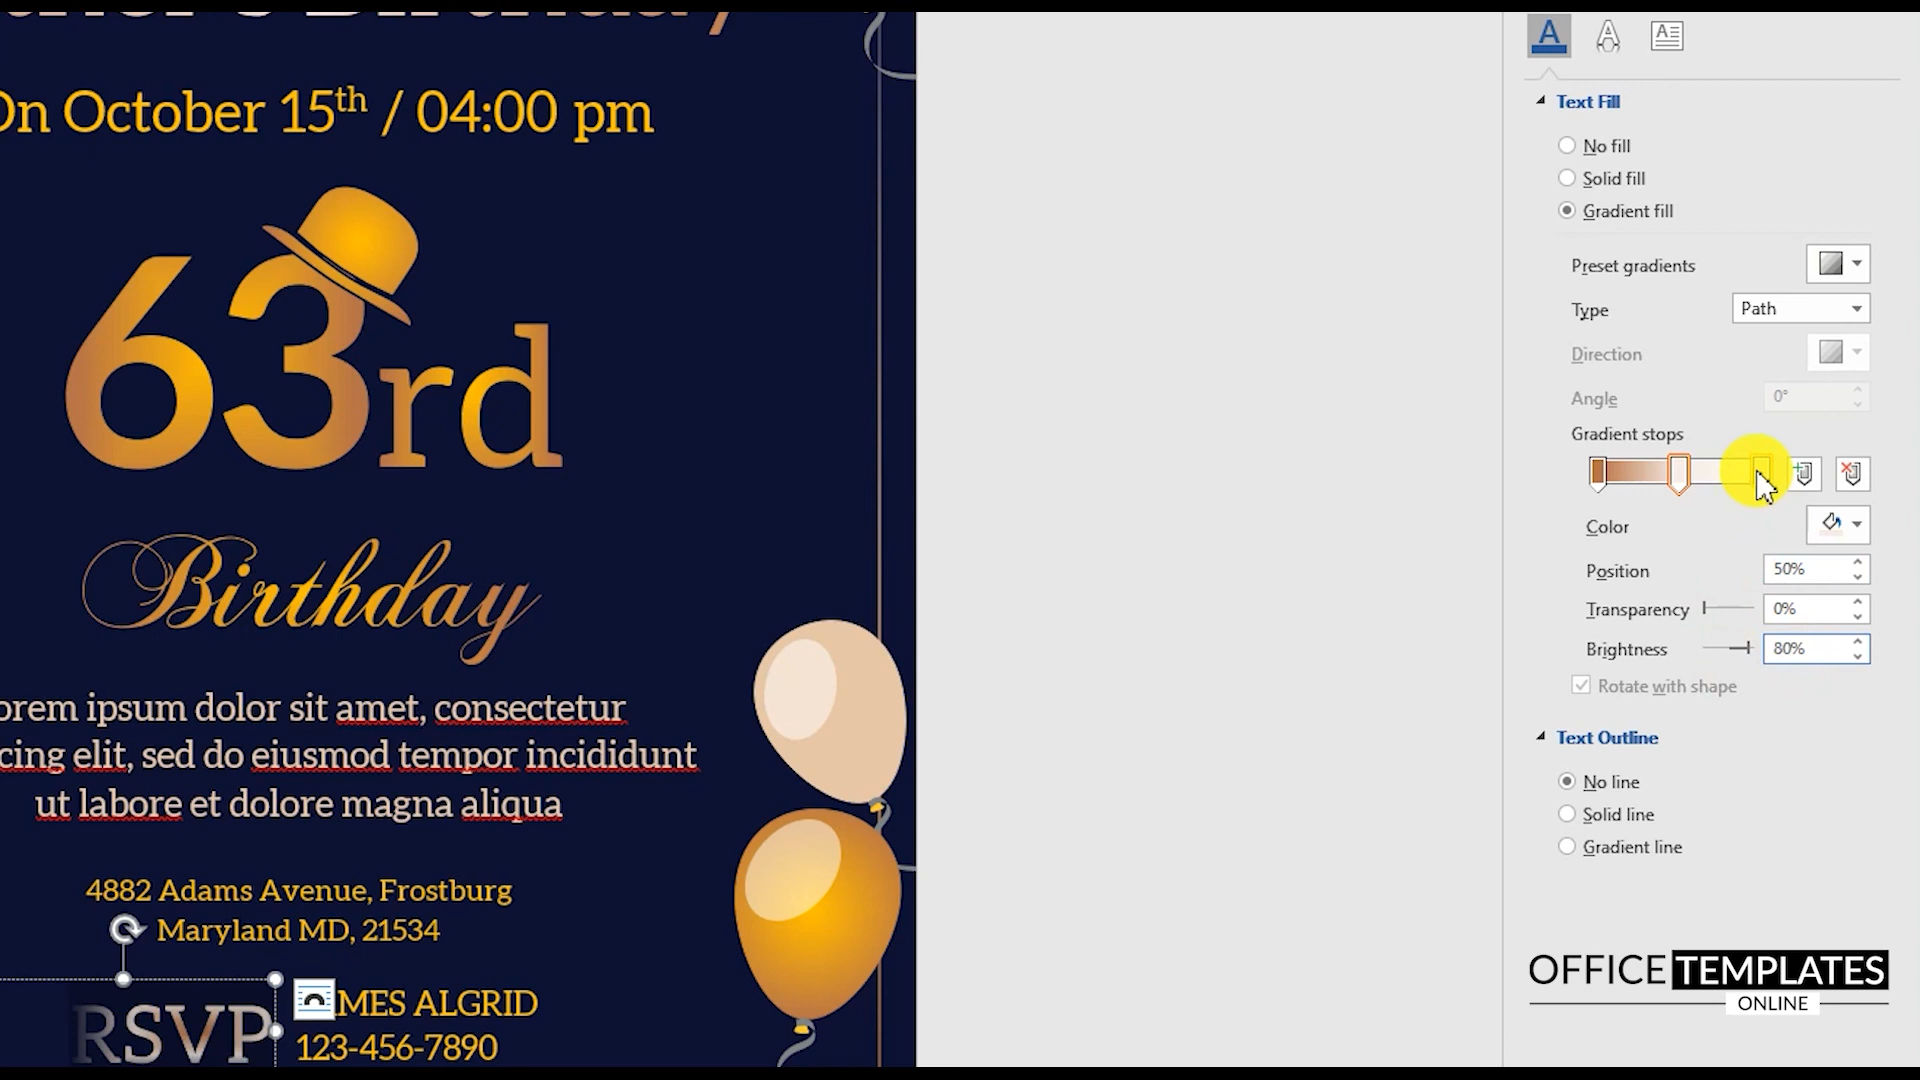 Birthday
On October 15th / 04:00 pm
63rd
Birthday
orem ipsum dolor sit amet, consectetur
cing elit, sed do eiusmod tempor incididunt
ut labore et dolore magna aliqua
4882 Adams Avenue, Frostburg
Maryland MD, 21534
RSVP
MES ALGRID
123-456-7890
A
A
A
Text Fill
No fill
Solid fill
Gradient fill
Preset gradients
Type
Path
Direction
Angle
0°
Gradient stops
Color
Position
50%
Transparency
0%
Brightness
80%
Rotate with shape
Text Outline
No line
Solid line
Gradient line
OFFICE TEMPLATES
ONLINE